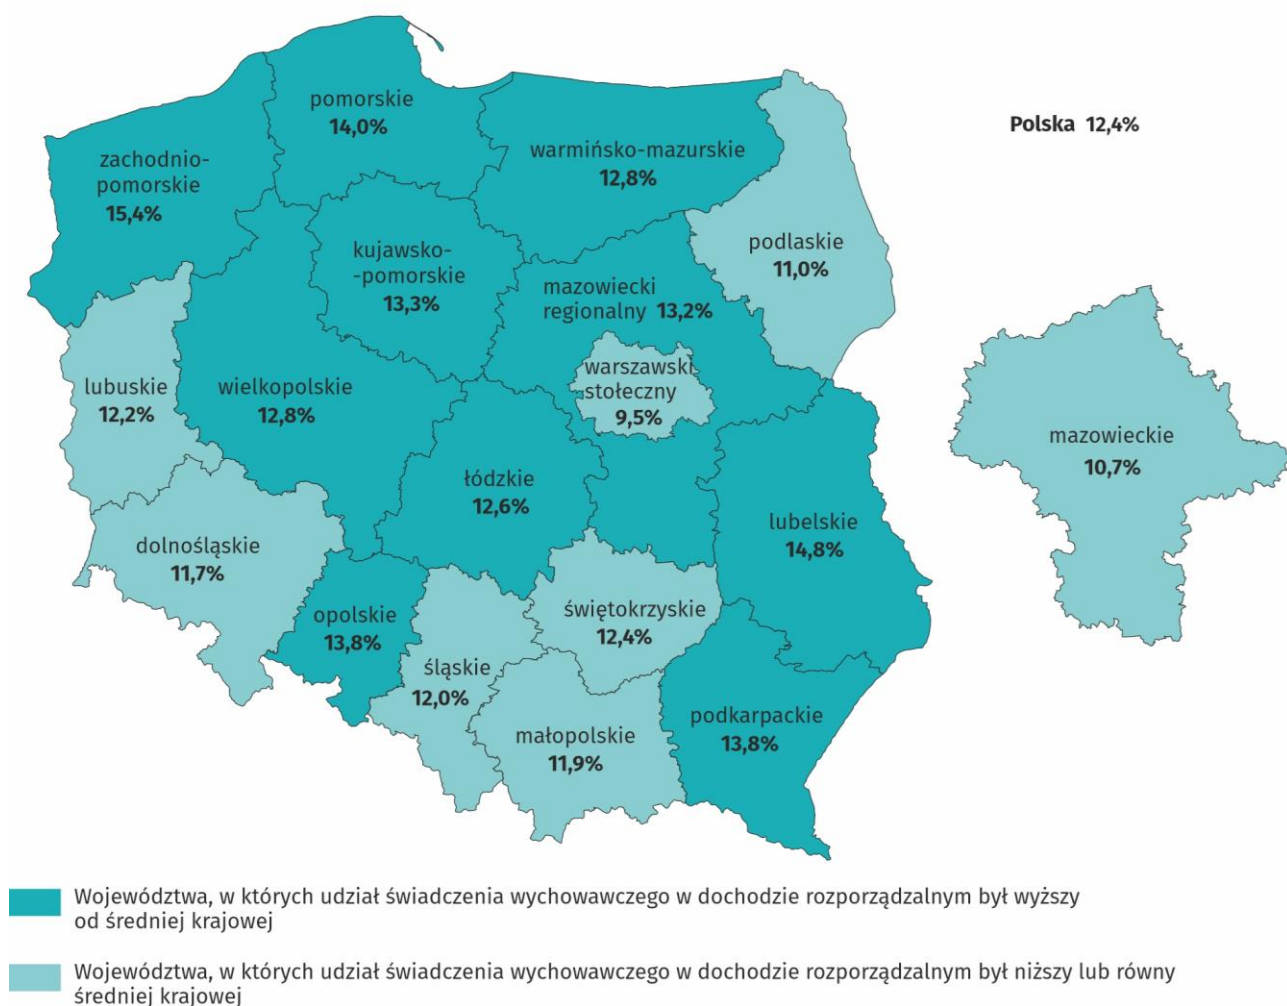 pomorskie
14,0%
Polska 12,4%
zachodnio-
pomorskie
15,4%
warmińsko-mazurskie
12,8%
podlaskie
11,0%
kujawsko-
-pomorskie
13,3%
mazowiecki
regionalny 13,2%
warszawski
stołeczny
9,5%
lubuskie
12,2%
wielkopolskie
12,8%
mazowieckie
10,7%
łódzkie
12,6%
lubelskie
14,8%
dolnośląskie
11,7%
opolskie
13,8%
świętokrzyskie
12,4%
śląskie
12,0%
małopolskie
11,9%
podkarpackie
13,8%
Województwa, w których udział świadczenia wychowawczego w dochodzie rozporządzalnym był wyższy
od średniej krajowej
Województwa, w których udział świadczenia wychowawczego w dochodzie rozporządzalnym był niższy lub równy
średniej krajowej